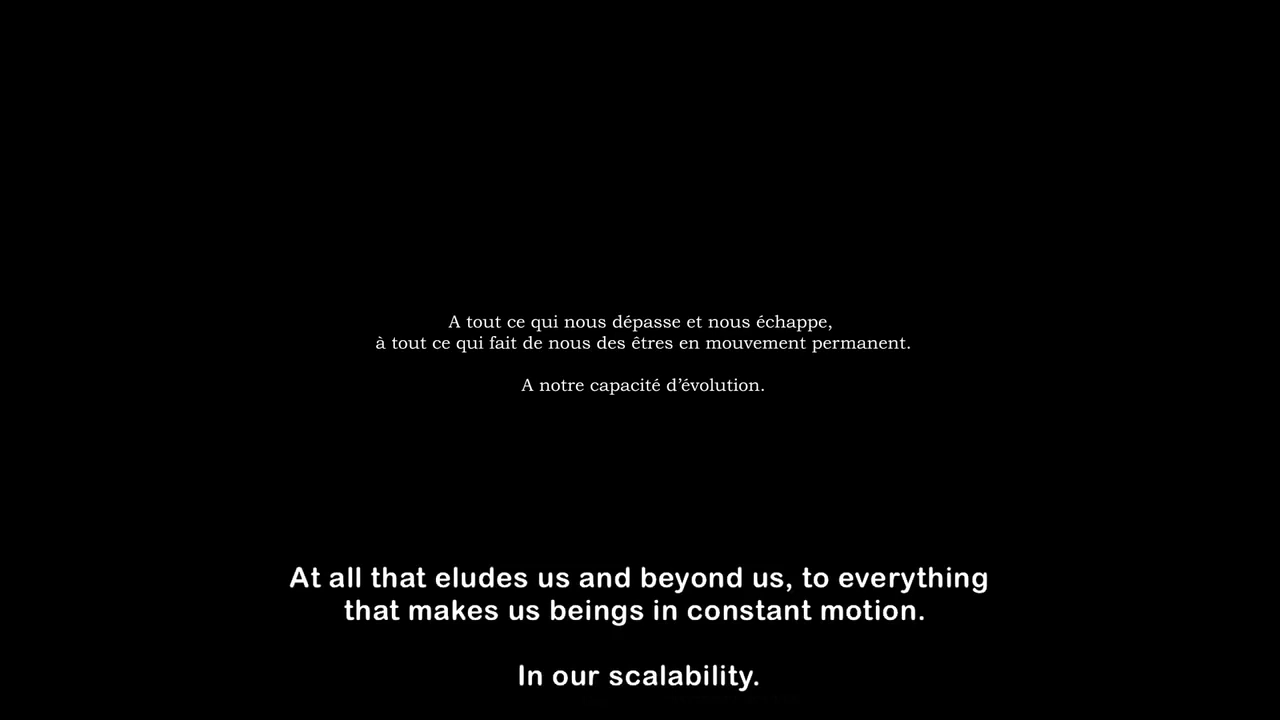 A tout ce qui nous dépasse et nous échappe,
à tout ce qui fait de nous des êtres en mouvement permanent.
A notre capacité d’évolution.
At all that eludes us and beyond us, to everything
that makes us beings in constant motion.
In our scalability.